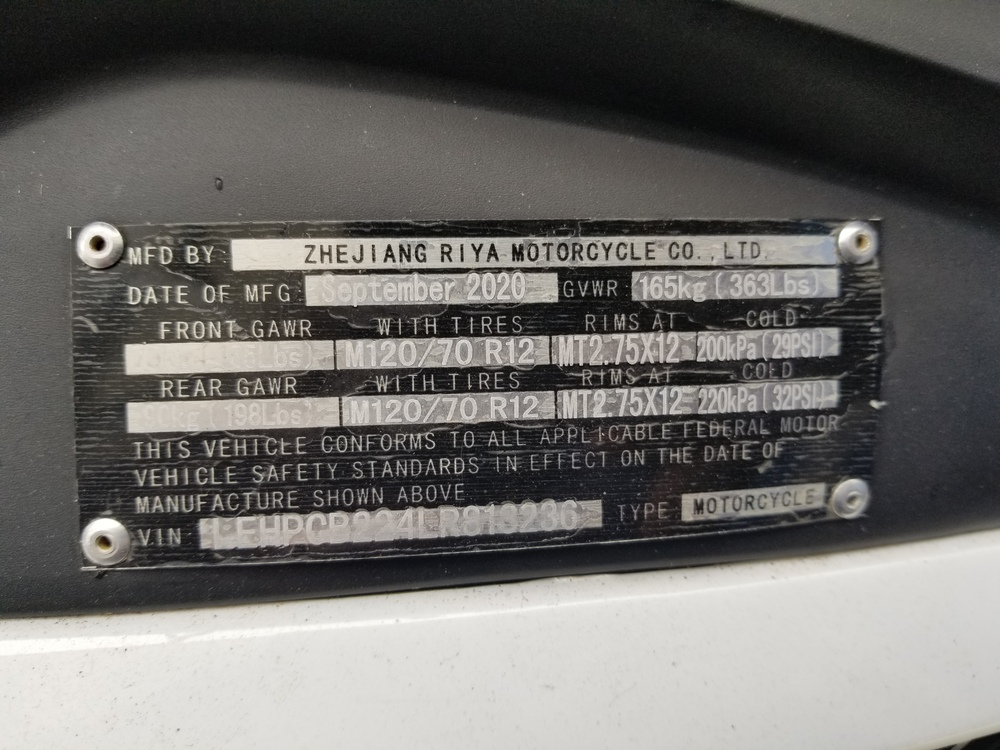 MFD BY: ZHEJIANG RIYA MOTORCYCLE CO., LTD.
DATE OF MFG: September 2020 GVWR 165kg (363Lbs)
FRONT GAWR WITH TIRES RIMS AT COLD
M120/70 R12 MT2.75X12 200kPa (29PSI)
REAR GAWR WITH TIRES RIMS AT COLD
90kg (198Lbs) M120/70 R12 MT2.75X12 220kPa (32PSI)
THIS VEHICLE CONFORMS TO ALL APPLICABLE FEDERAL MOTOR
VEHICLE SAFETY STANDARDS IN EFFECT ON THE DATE OF
MANUFACTURE SHOWN ABOVE
VIN TYPE: MOTORCYCLE